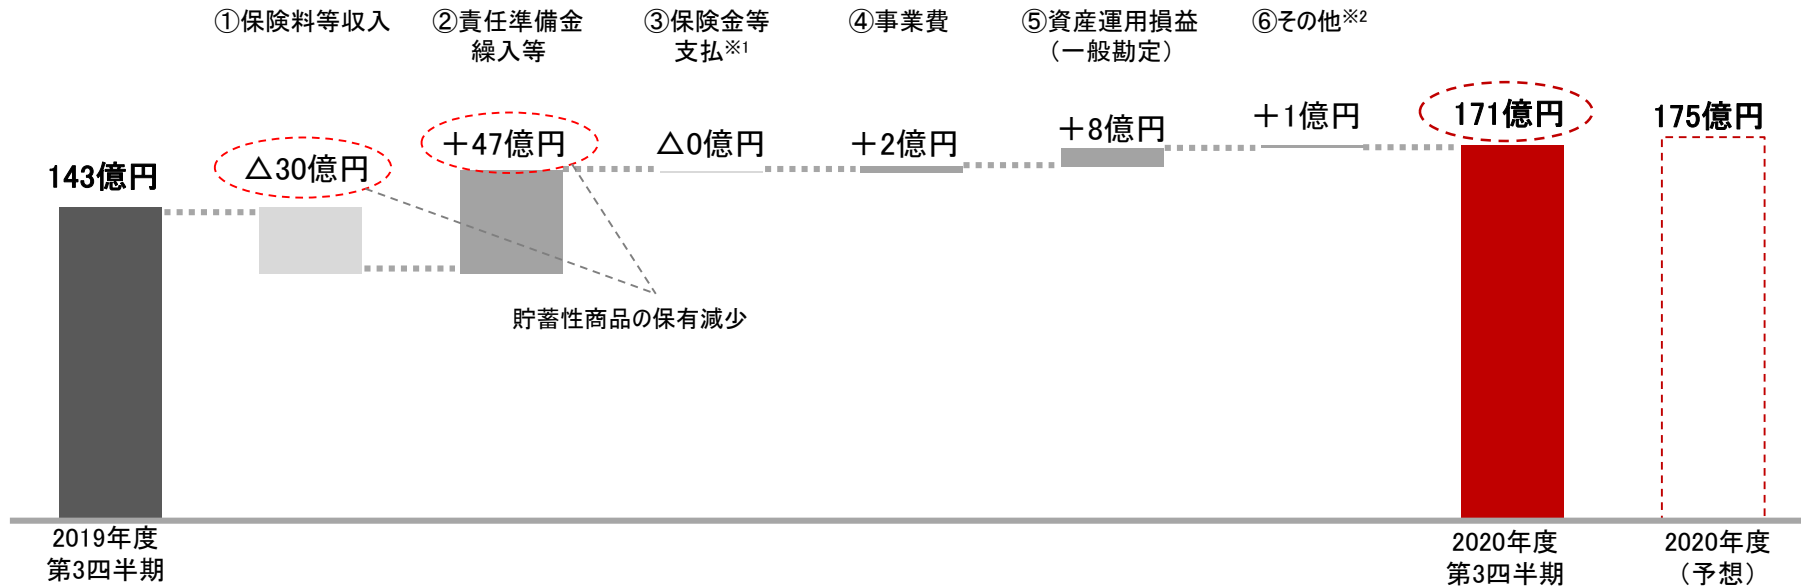 ①保険料等収入
②責任準備金
繰入等
③保険金等
支払※1
④事業費
⑤資産運用損益
（一般勘定）
⑥その他※2
143億円
△30億円
＋47億円
△0億円
＋2億円
＋8億円
＋1億円
171億円
175億円
貯蓄性商品の保有減少
2019年度
第3四半期
2020年度
第3四半期
2020年度
（予想）